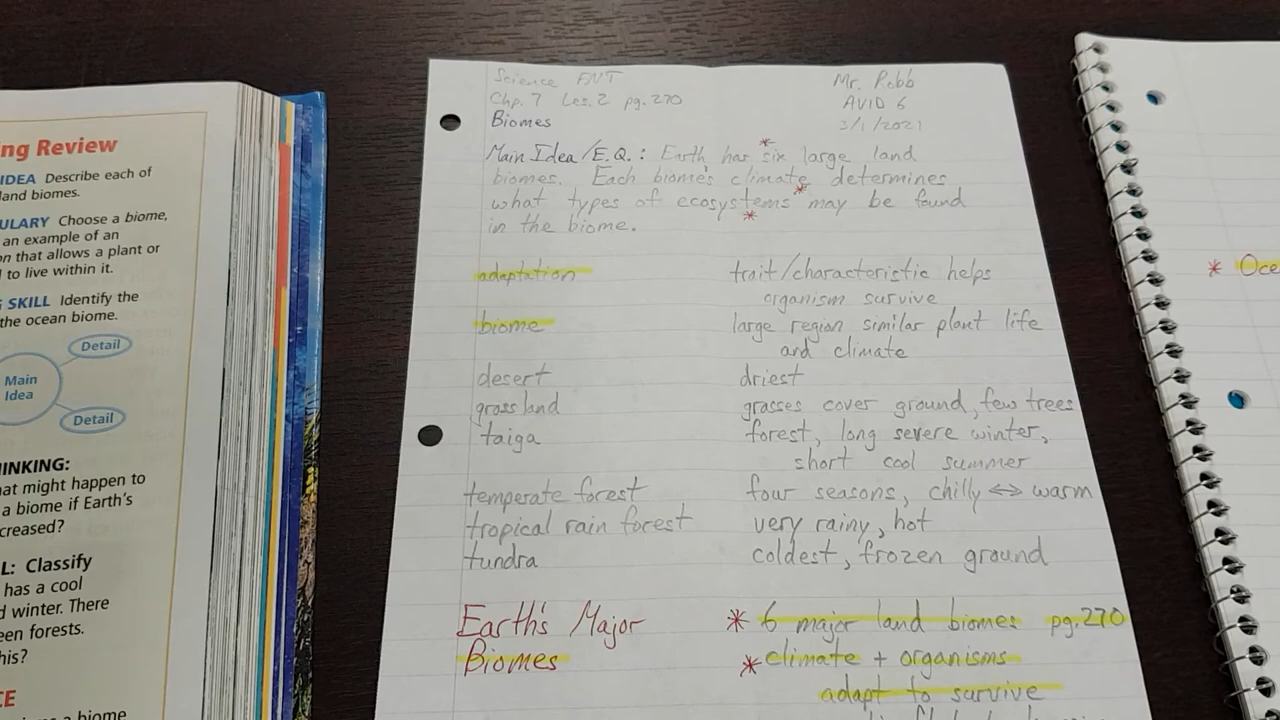 ng Review
IDEA Describe each of
land biomes.
ULARY Choose a biome,
an example of an
on that allows a plant or
to live within it.
SKILL Identify the
the ocean biome.
Detail
Main
Idea
Detail
INKING:
at might happen to
a biome if Earth's
creased?
L: Classify
has a cool
d winter. There
een forests.
his?
CE
a biome
Science FNT
Chp. 7 Les. 2 pg. 270
Biomes
Mr. Robb
AVID 6
3/1/2021
Main Idea/E.Q.: Earth has six large land
biomes. Each biome's climate determines
what types of ecosystems may be found
in the biome.
adaptation trait/characteristic helps
organism survive
biome large region similar plant life
and climate
desert driest
grassland grasses cover ground, few trees
taiga forest, long severe winter,
short cool summer
temperate forest four seasons, chilly ⇔ warm
tropical rain forest very rainy, hot
tundra coldest, frozen ground
Earth's Major * 6 major land biomes pg. 270
Biomes * climate + organisms
adapt to survive
* Oce